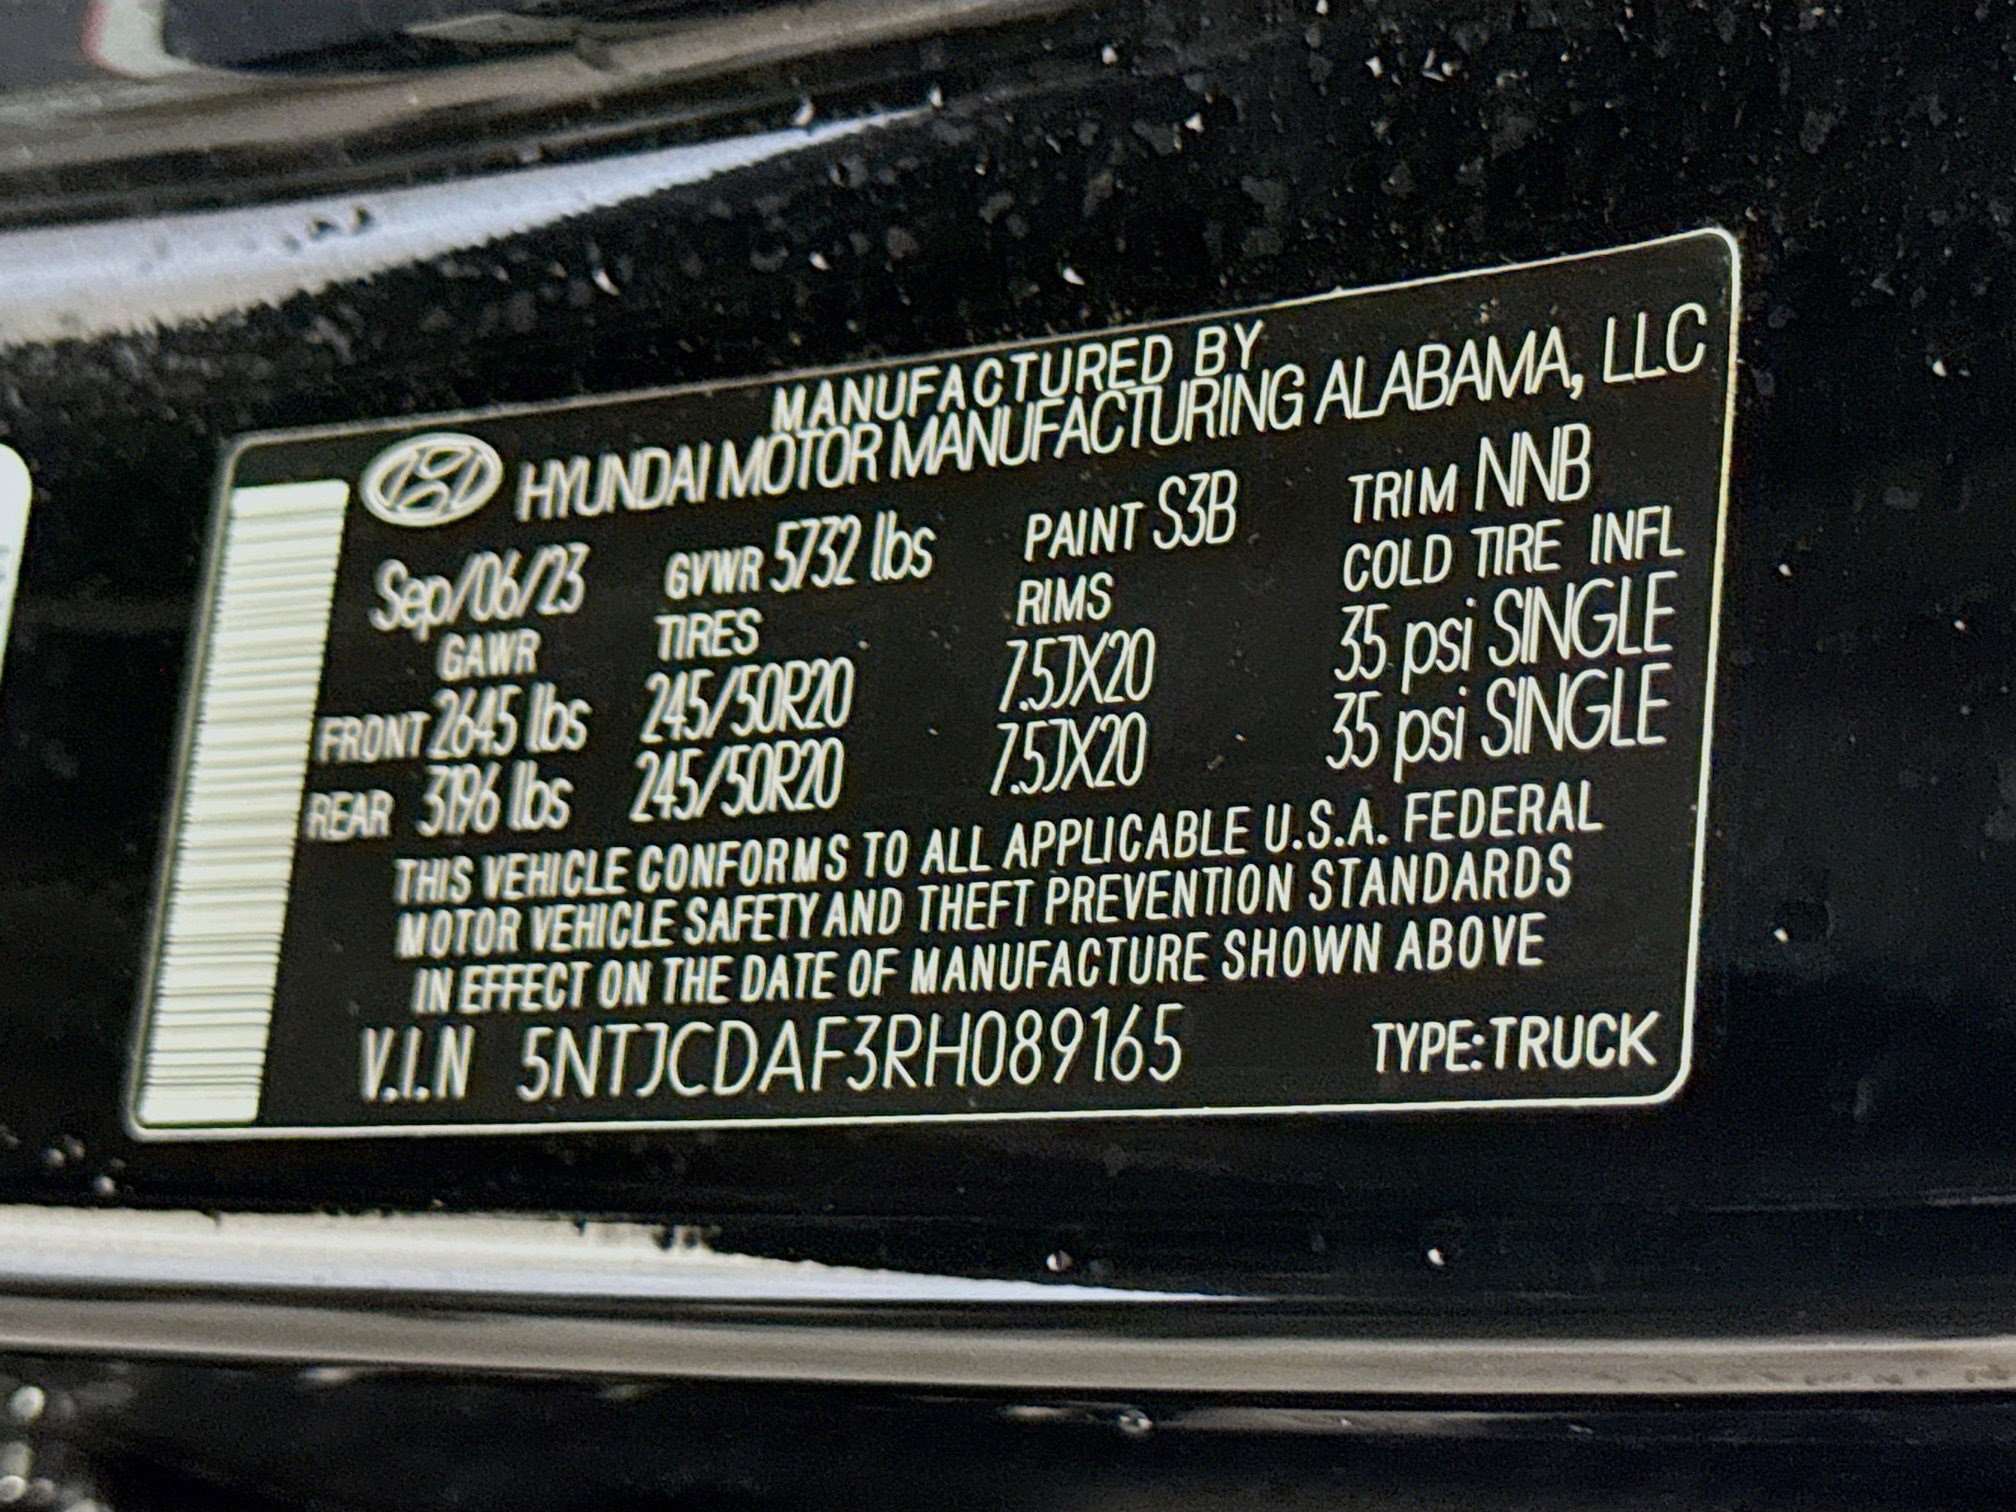 MANUFACTURED BY
HYUNDAI MOTOR MANUFACTURING ALABAMA, LLC
Sep/06/23 GVWR 5732 lbs PAINT S3B TRIM NNB
GAWR TIRES RIMS COLD TIRE INFL
FRONT 2645 lbs 245/50R20 7.5JX20 35 psi SINGLE
REAR 3196 lbs 245/50R20 7.5JX20 35 psi SINGLE
THIS VEHICLE CONFORMS TO ALL APPLICABLE U.S.A. FEDERAL
MOTOR VEHICLE SAFETY AND THEFT PREVENTION STANDARDS
IN EFFECT ON THE DATE OF MANUFACTURE SHOWN ABOVE
V.I.N 5NTJCDAF3RH089165 TYPE:TRUCK